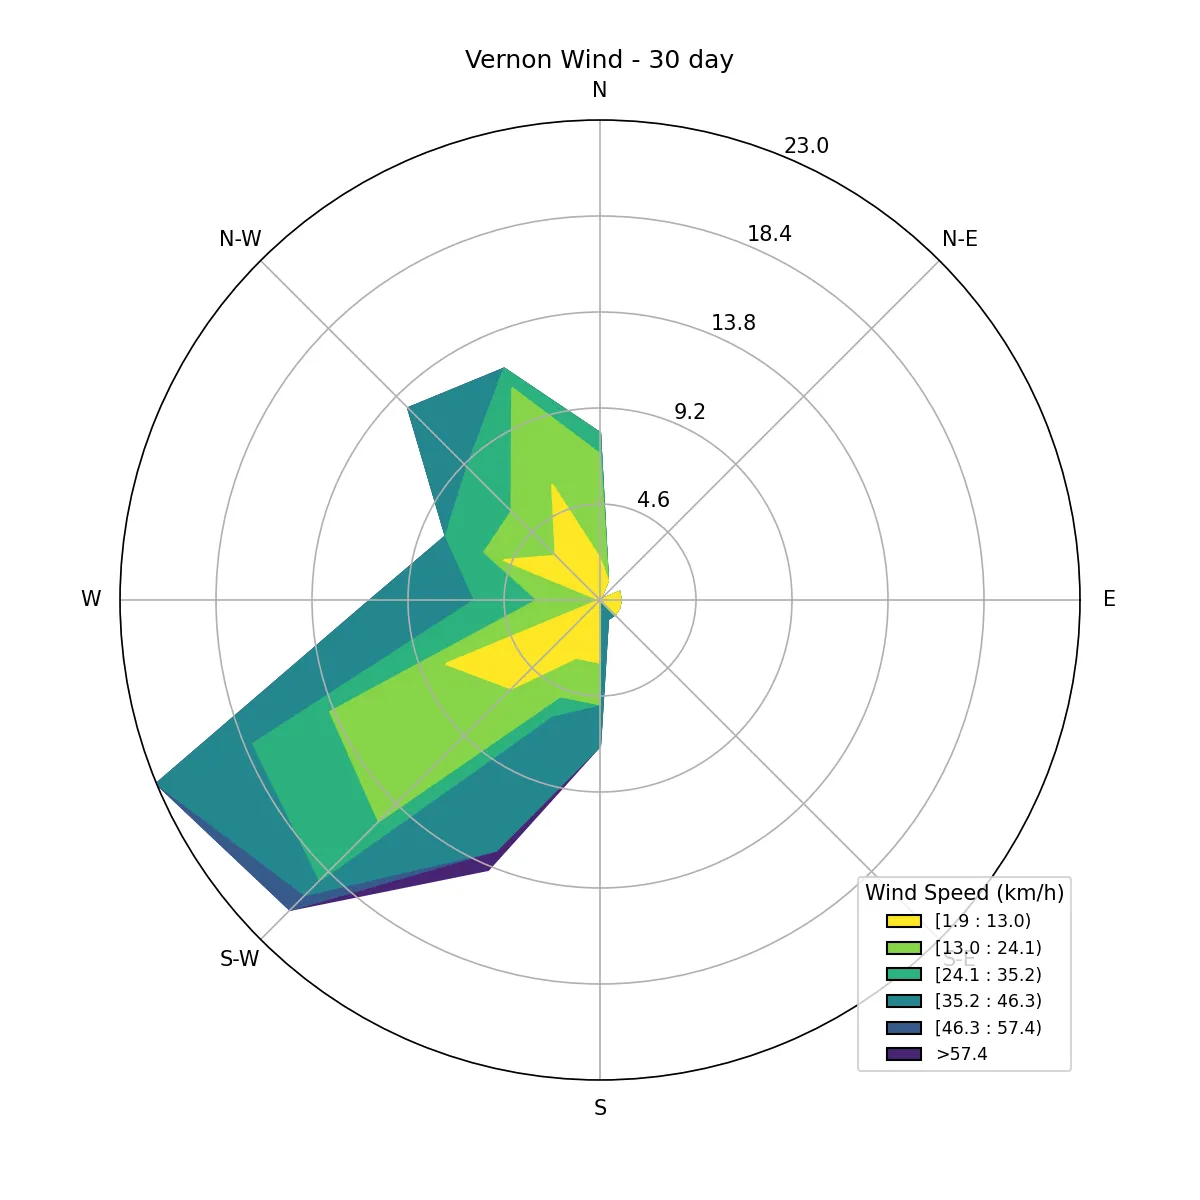 Vernon Wind - 30 day
N
23.0
18.4
N-W
N-E
13.8
9.2
4.6
W
E
S-W
S-E
Wind Speed (km/h)
[1.9 : 13.0)
[13.0 : 24.1)
[24.1 : 35.2)
[35.2 : 46.3)
[46.3 : 57.4)
>57.4
S